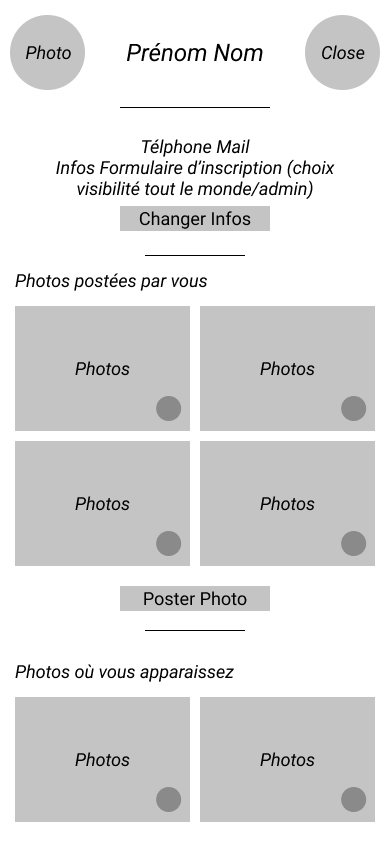 Photo
Prénom Nom
Close
Télphone Mail
Infos Formulaire d'inscription (choix
visibilité tout le monde/admin)
Changer Infos
Photos postées par vous
Photos
Photos
Photos
Photos
Poster Photo
Photos où vous apparaissez
Photos
Photos